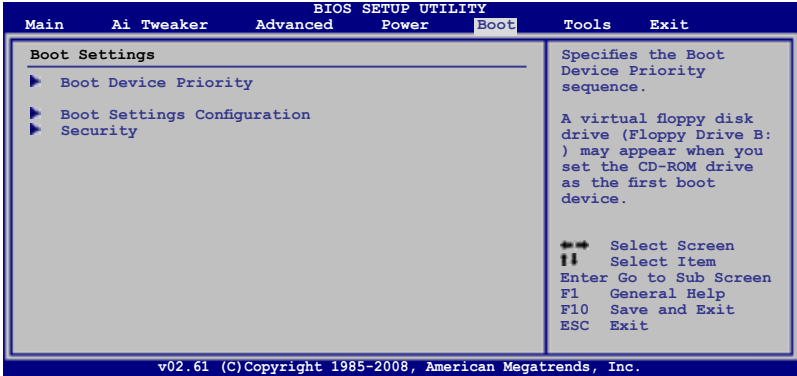 BIOS SETUP UTILITY
Main Ai Tweaker Advanced Power Boot Tools Exit
Boot Settings
Boot Device Priority
Boot Settings Configuration
Security
Specifies the Boot
Device Priority
sequence.
A virtual floppy disk
drive (Floppy Drive B:
) may appear when you
set the CD-ROM drive
as the first boot
device.
Select Screen
Select Item
Enter Go to Sub Screen
F1 General Help
F10 Save and Exit
ESC Exit
v02.61 (C)Copyright 1985-2008, American Megatrends, Inc.